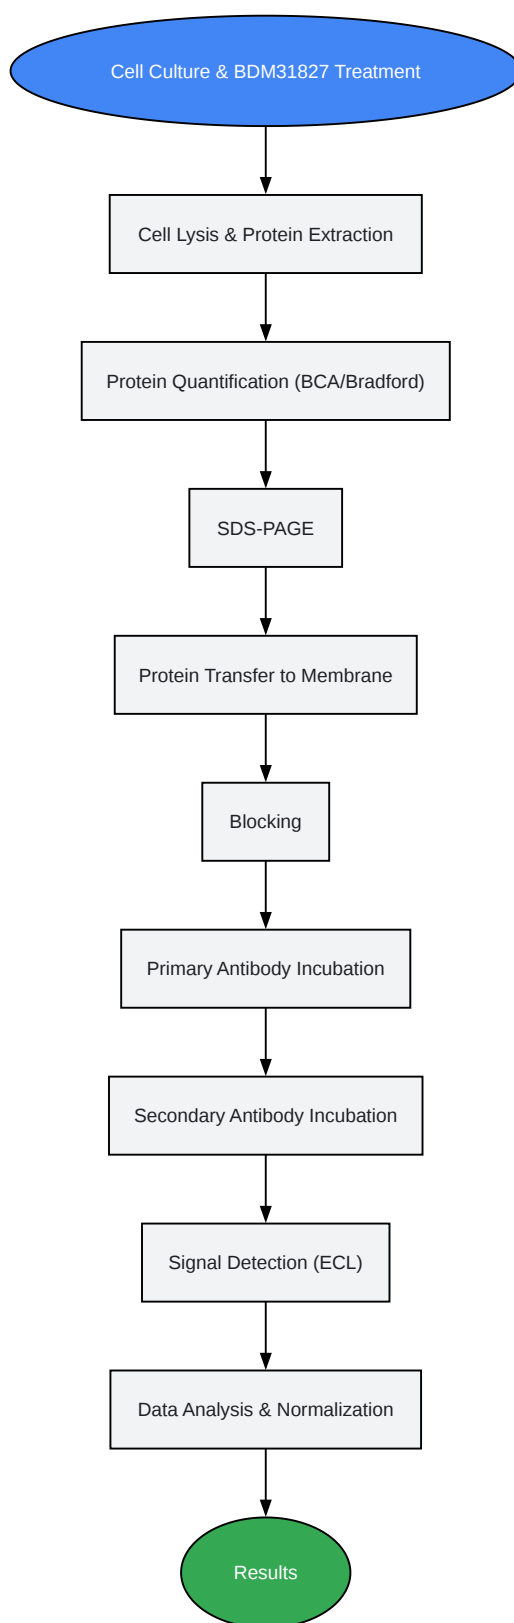 Cell Culture & BDM31827 Treatment
Cell Lysis & Protein Extraction
Protein Quantification (BCA/Bradford)
SDS-PAGE
Protein Transfer to Membrane
Blocking
Primary Antibody Incubation
Secondary Antibody Incubation
Signal Detection (ECL)
Data Analysis & Normalization
Results